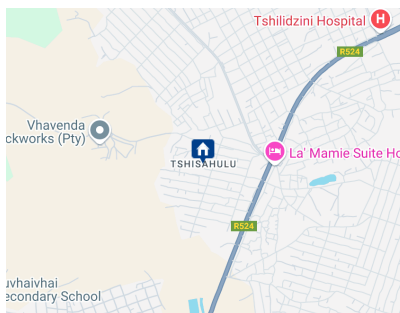 Tshilidzini Hospital
H
R524
Vhavenda
ckworks (Pty)
TSHISAHULU
La' Mamie Suite Ho
R524
uvhaivhai
econdary School